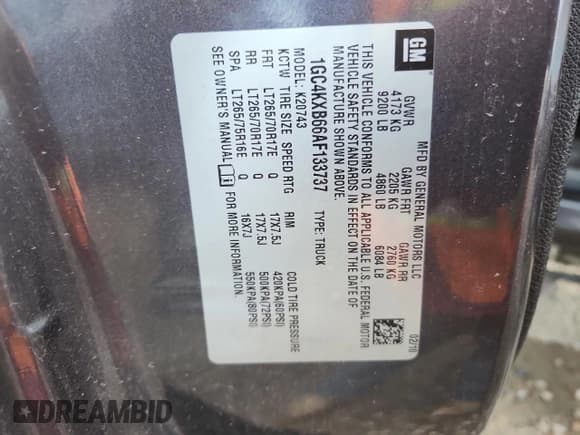 GM
MFD BY GENERAL MOTORS LLC
02/10
GVWR GAWR FRT GAWR RR
4173 KG 2205 KG 2760 KG
9200 LB 4860 LB 6084 LB
THIS VEHICLE CONFORMS TO ALL APPLICABLE U.S. FEDERAL MOTOR
VEHICLE SAFETY STANDARDS IN EFFECT ON THE DATE OF
MANUFACTURE SHOWN ABOVE.
1GC4KXB66AF133737 TYPE: TRUCK
MODEL: K20743
KCTW TIRE SIZE SPEED RTG RIM COLD TIRE PRESSURE
FRT LT265/70R17E Q 17X7.5J 420KPA(60PSI)
RR LT265/70R17E Q 17X7.5J 500KPA(72PSI)
SPA LT265/75R16E Q 16X7J 550KPA(80PSI)
SEE OWNER'S MANUAL FOR MORE INFORMATION.
DREAMBID